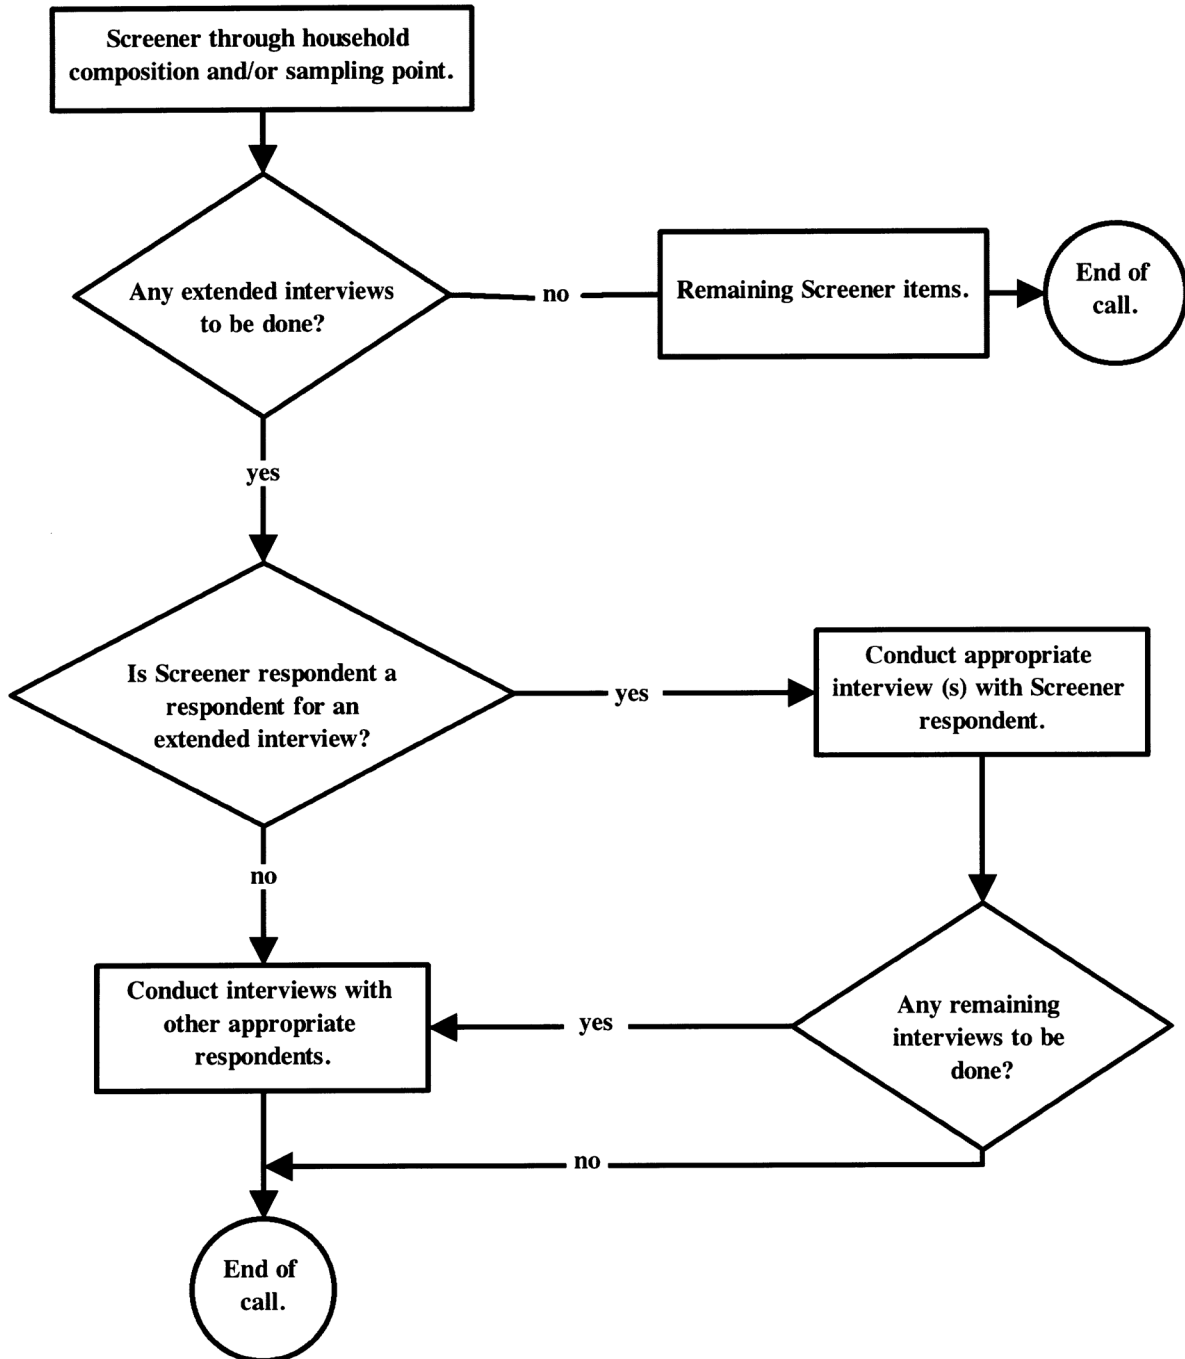 Screener through household
composition and/or sampling point.
Any extended interviews
to be done?
no
Remaining Screener items.
End of
call.
yes
Is Screener respondent a
respondent for an
extended interview?
yes
Conduct appropriate
interview (s) with Screener
respondent.
no
Conduct interviews with
other appropriate
respondents.
yes
Any remaining
interviews to be
done?
no
End of
call.